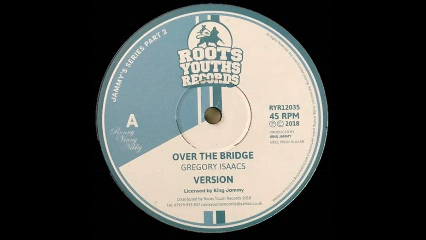 JAMMY'S SERIES PART 2
ROOTS
YOUTHS
RECORDS
A
RYR12035
45 RPM
Ⓟ © 2018
PRODUCED BY
KING JAMMY
OVER THE BRIDGE
GREGORY ISAACS
VERSION
Licensed by King Jammy
Distributed by Roots Youth Records 2018